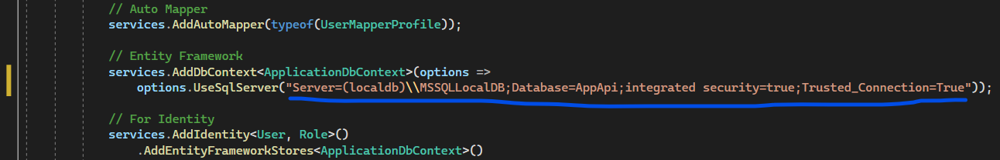 // Auto Mapper
services.AddAutoMapper(typeof(UserMapperProfile));
// Entity Framework
services.AddDbContext<ApplicationDbContext>(options =>
options.UseSqlServer("Server=(localdb)\\MSSQLLocalDB;Database=AppApi;integrated security=true;Trusted_Connection=True"));
// For Identity
services.AddIdentity<User, Role>()
.AddEntityFrameworkStores<ApplicationDbContext>()